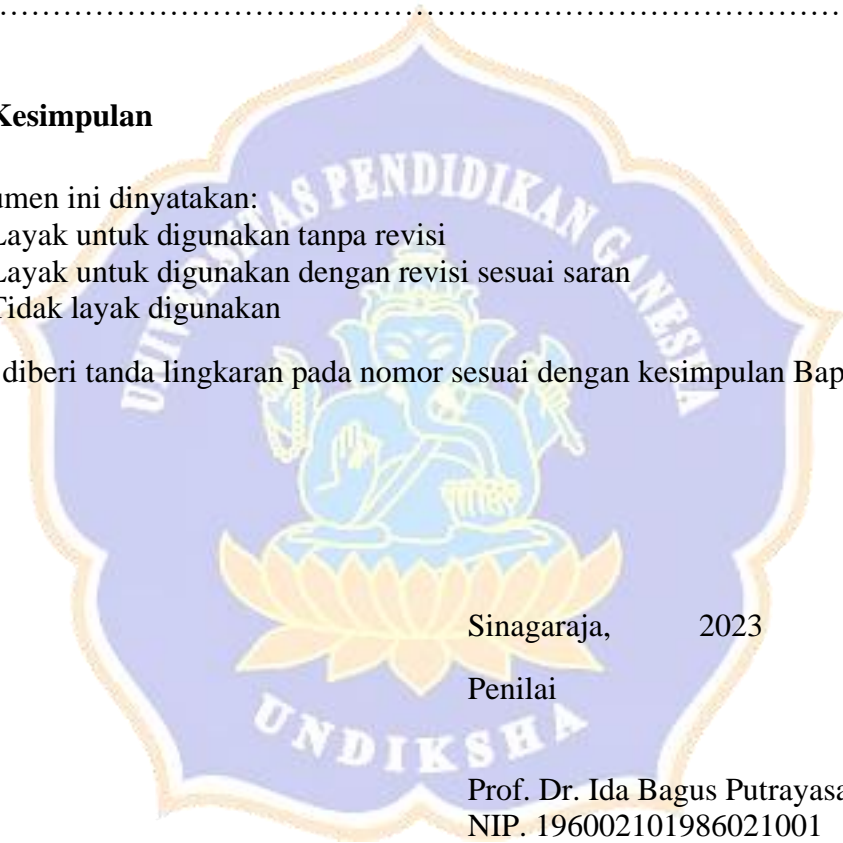 ……………………………………………………………………………
Kesimpulan
UNIVERSITAS PENDIDIKAN GANESHA
umen ini dinyatakan:
Layak untuk digunakan tanpa revisi
Layak untuk digunakan dengan revisi sesuai saran
Tidak layak digunakan
diberi tanda lingkaran pada nomor sesuai dengan kesimpulan Bap
Sinagaraja, 2023
Penilai
UNDIKSHA
Prof. Dr. Ida Bagus Putrayasa
NIP. 196002101986021001